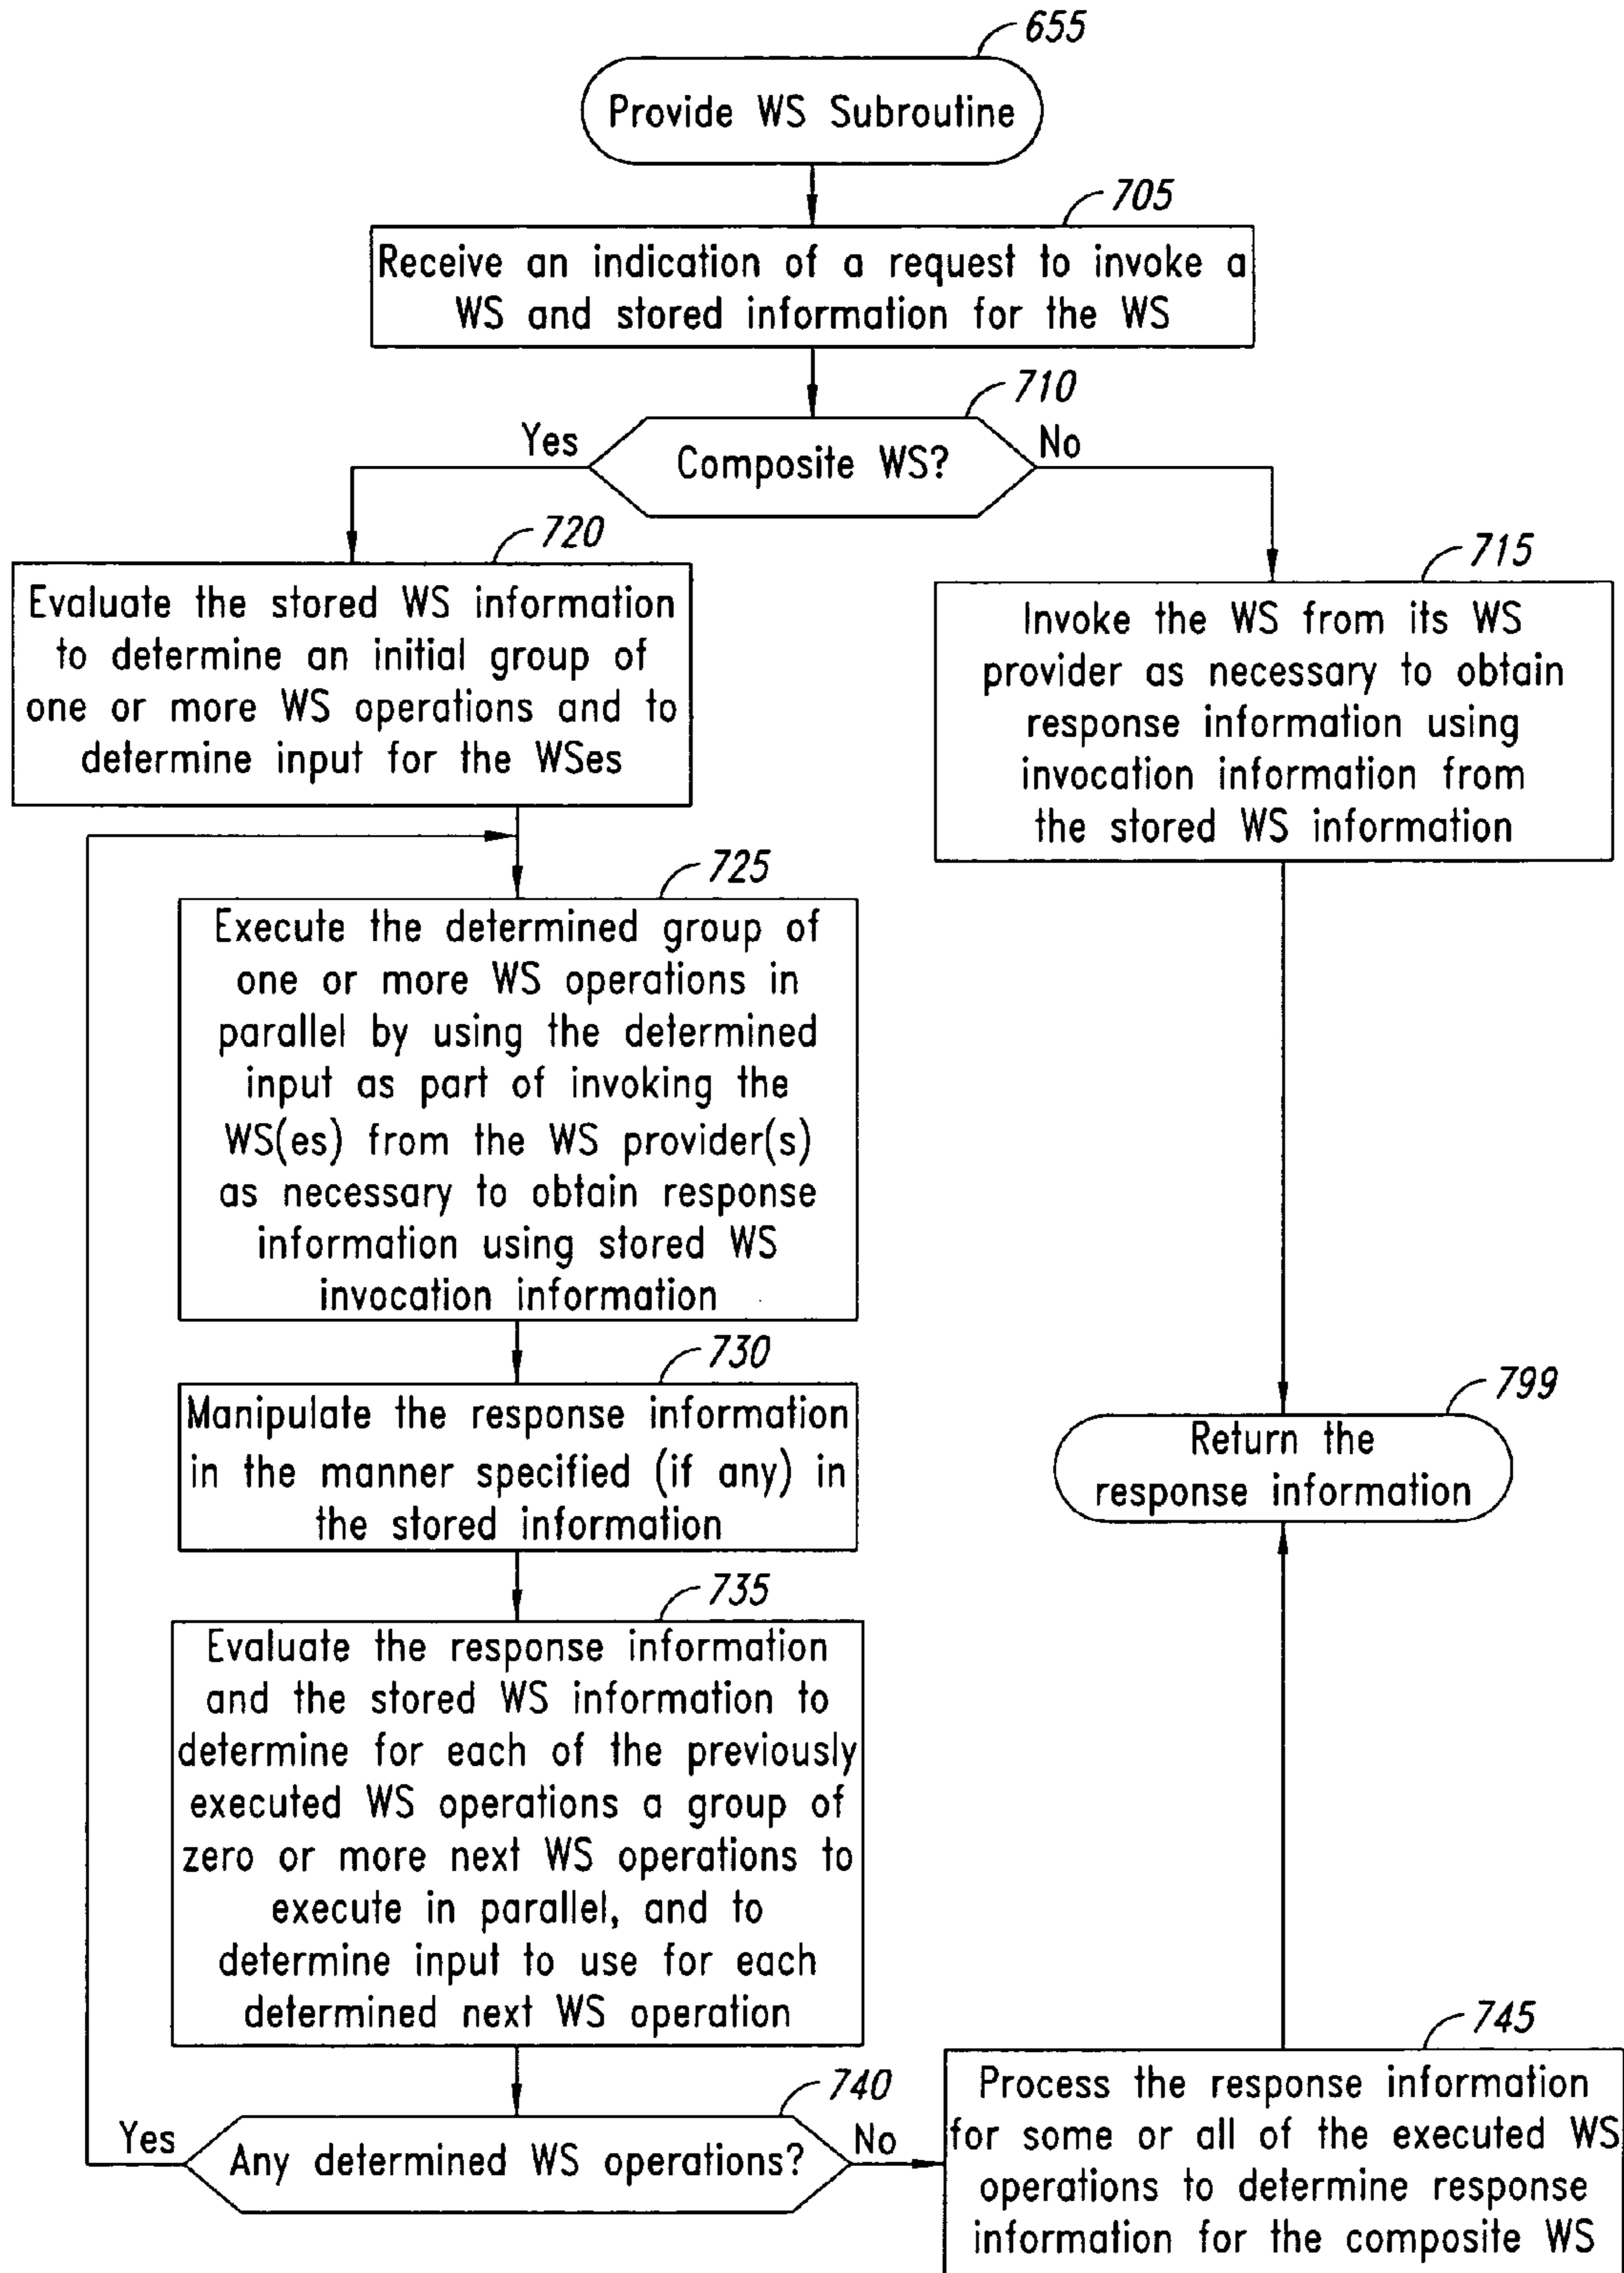 655
Provide WS Subroutine
705
Receive an indication of a request to invoke a
WS and stored information for the WS
710
Yes
Composite WS?
No
720
Evaluate the stored WS information
to determine an initial group of
one or more WS operations and to
determine input for the WSes
715
Invoke the WS from its WS
provider as necessary to obtain
response information using
invocation information from
the stored WS information
725
Execute the determined group of
one or more WS operations in
parallel by using the determined
input as part of invoking the
WS(es) from the WS provider(s)
as necessary to obtain response
information using stored WS
invocation information
730
Manipulate the response information
in the manner specified (if any) in
the stored information
799
Return the
response information
735
Evaluate the response information
and the stored WS information to
determine for each of the previously
executed WS operations a group of
zero or more next WS operations to
execute in parallel, and to
determine input to use for each
determined next WS operation
740
Yes
Any determined WS operations?
No
745
Process the response information
for some or all of the executed WS
operations to determine response
information for the composite WS